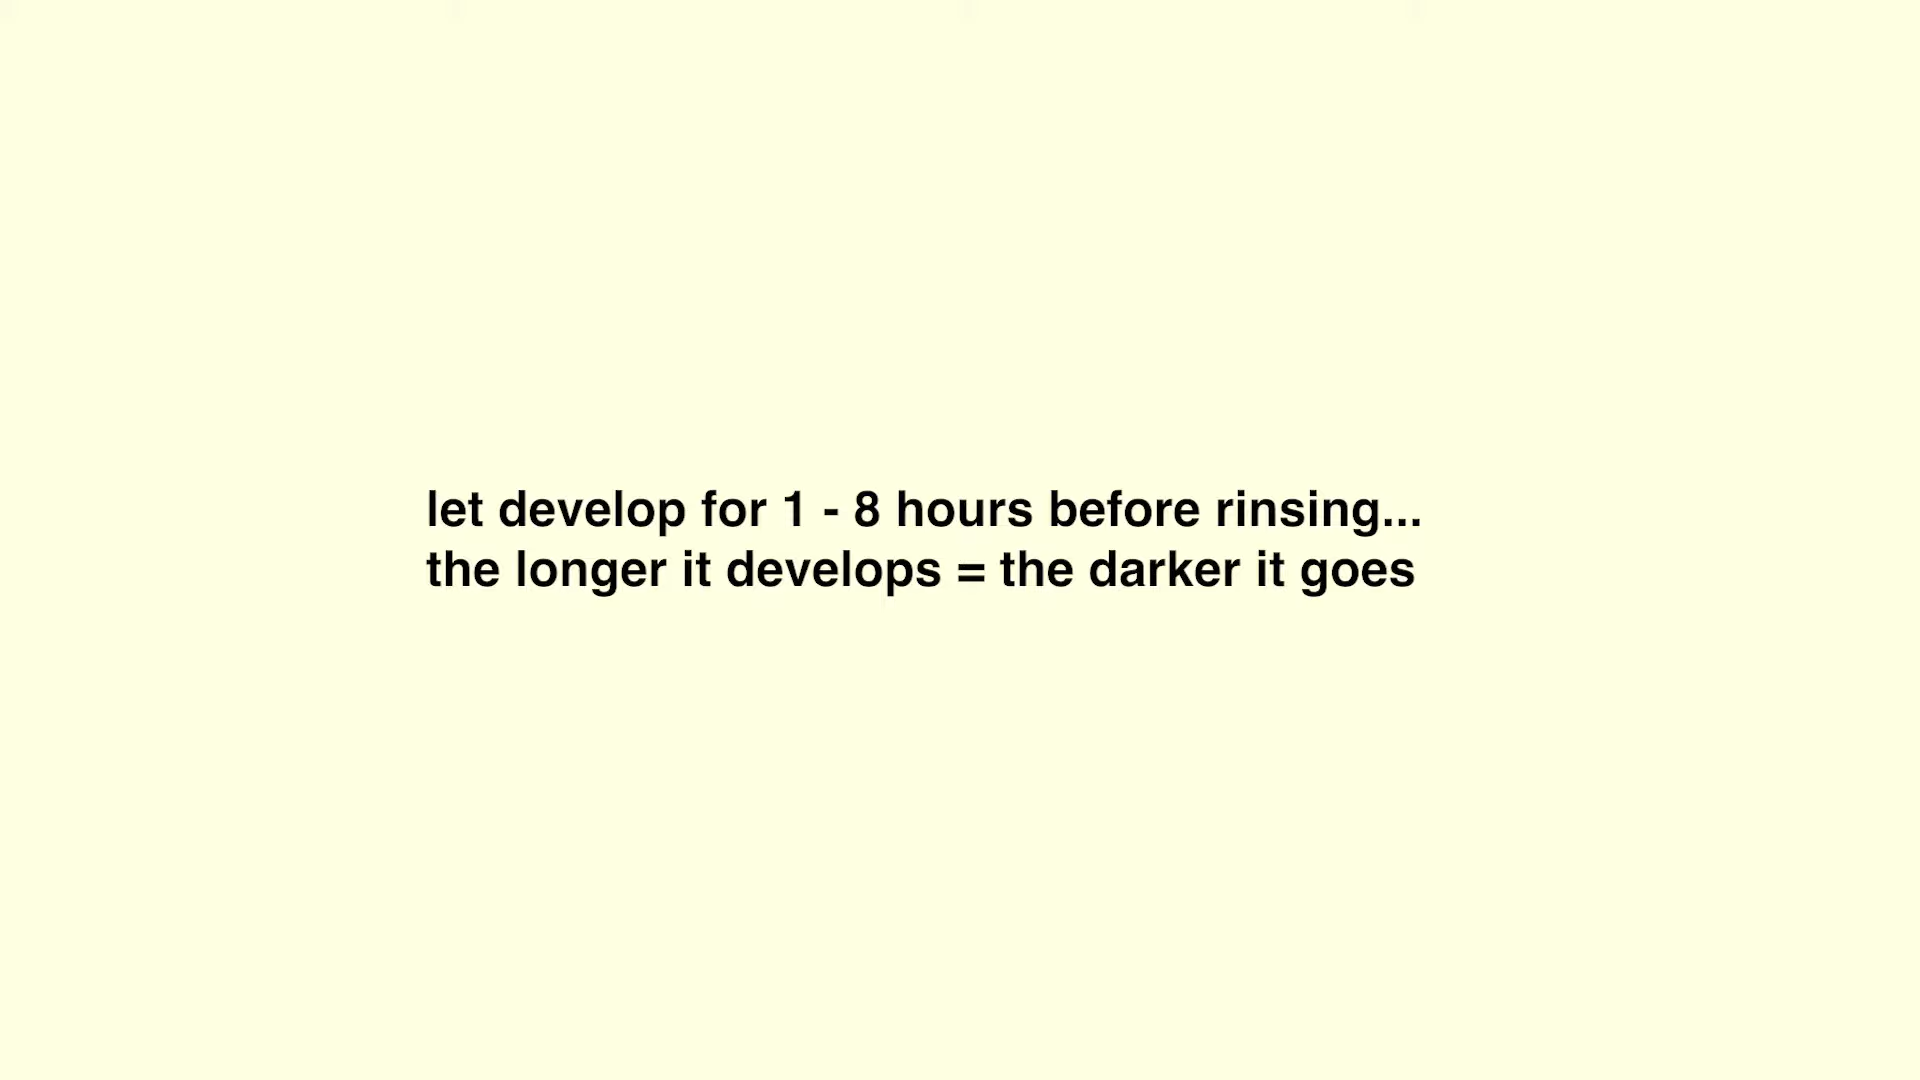 let develop for 1 - 8 hours before rinsing...
the longer it develops = the darker it goes